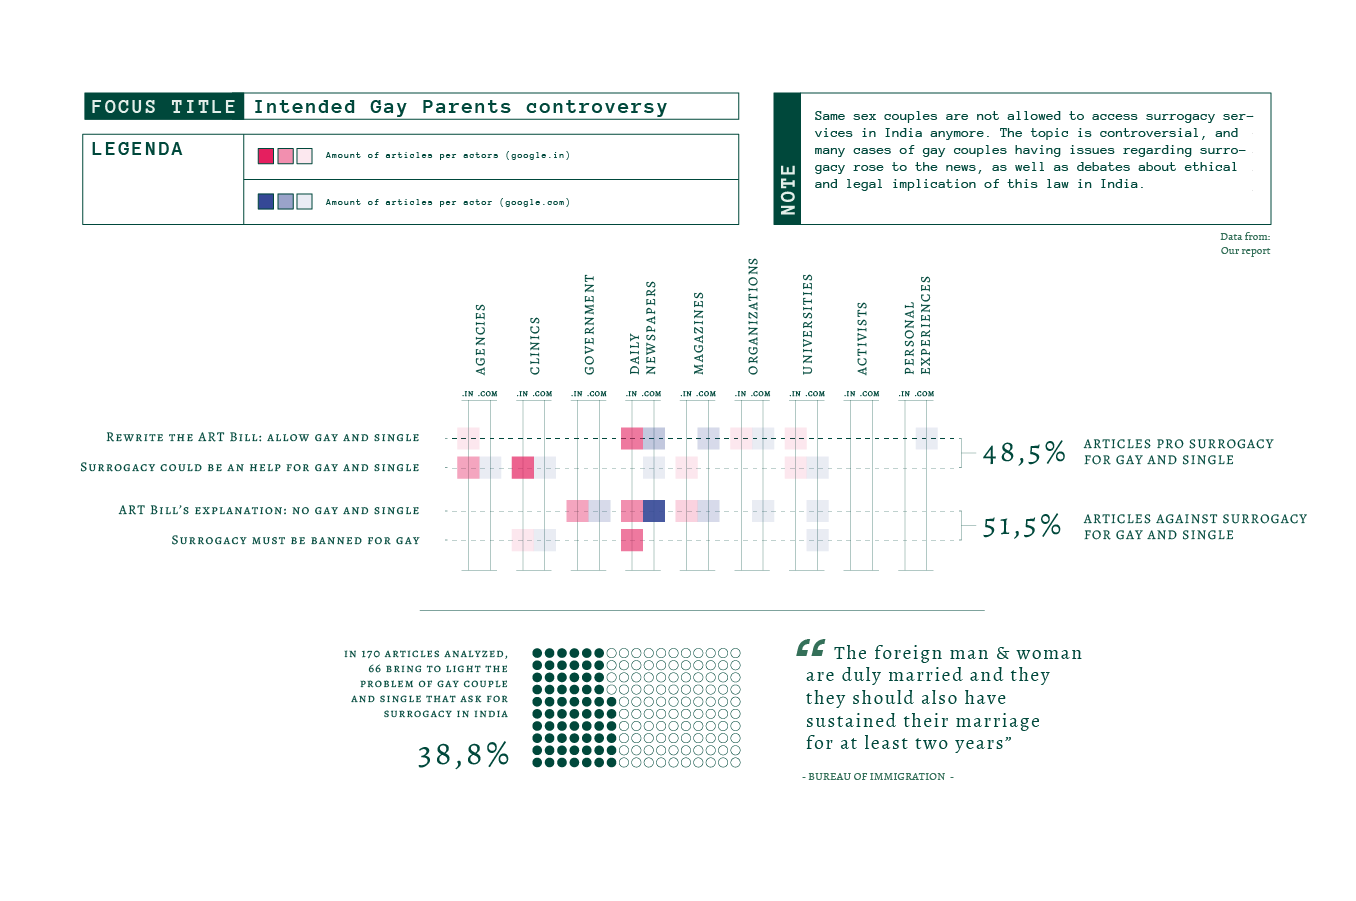 FOCUS TITLE Intended Gay Parents controversy
LEGENDA
Amount of articles per actors (google.in)
Amount of articles per actor (google.com)
NOTE
Same sex couples are not allowed to access surrogacy ser-
vices in India anymore. The topic is controversial, and
many cases of gay couples having issues regarding surro-
gacy rose to the news, as well as debates about ethical
and legal implication of this law in India.
Data from:
Our report
AGENCIES
CLINICS
GOVERNMENT
DAILY
NEWSPAPERS
MAGAZINES
ORGANIZATIONS
UNIVERSITIES
ACTIVISTS
PERSONAL
EXPERIENCES
.IN .COM .IN .COM .IN .COM .IN .COM .IN .COM .IN .COM .IN .COM .IN .COM .IN .COM
Rewrite the ART Bill: allow gay and single
Surrogacy could be an help for gay and single
48,5%
ARTICLES PRO SURROGACY
FOR GAY AND SINGLE
ART Bill's explanation: no gay and single
Surrogacy must be banned for gay
51,5%
ARTICLES AGAINST SURROGACY
FOR GAY AND SINGLE
IN 170 ARTICLES ANALYZED,
66 BRING TO LIGHT THE
PROBLEM OF GAY COUPLE
AND SINGLE THAT ASK FOR
SURROGACY IN INDIA
38,8%
“ The foreign man & woman
are duly married and they
they should also have
sustained their marriage
for at least two years”
- BUREAU OF IMMIGRATION -